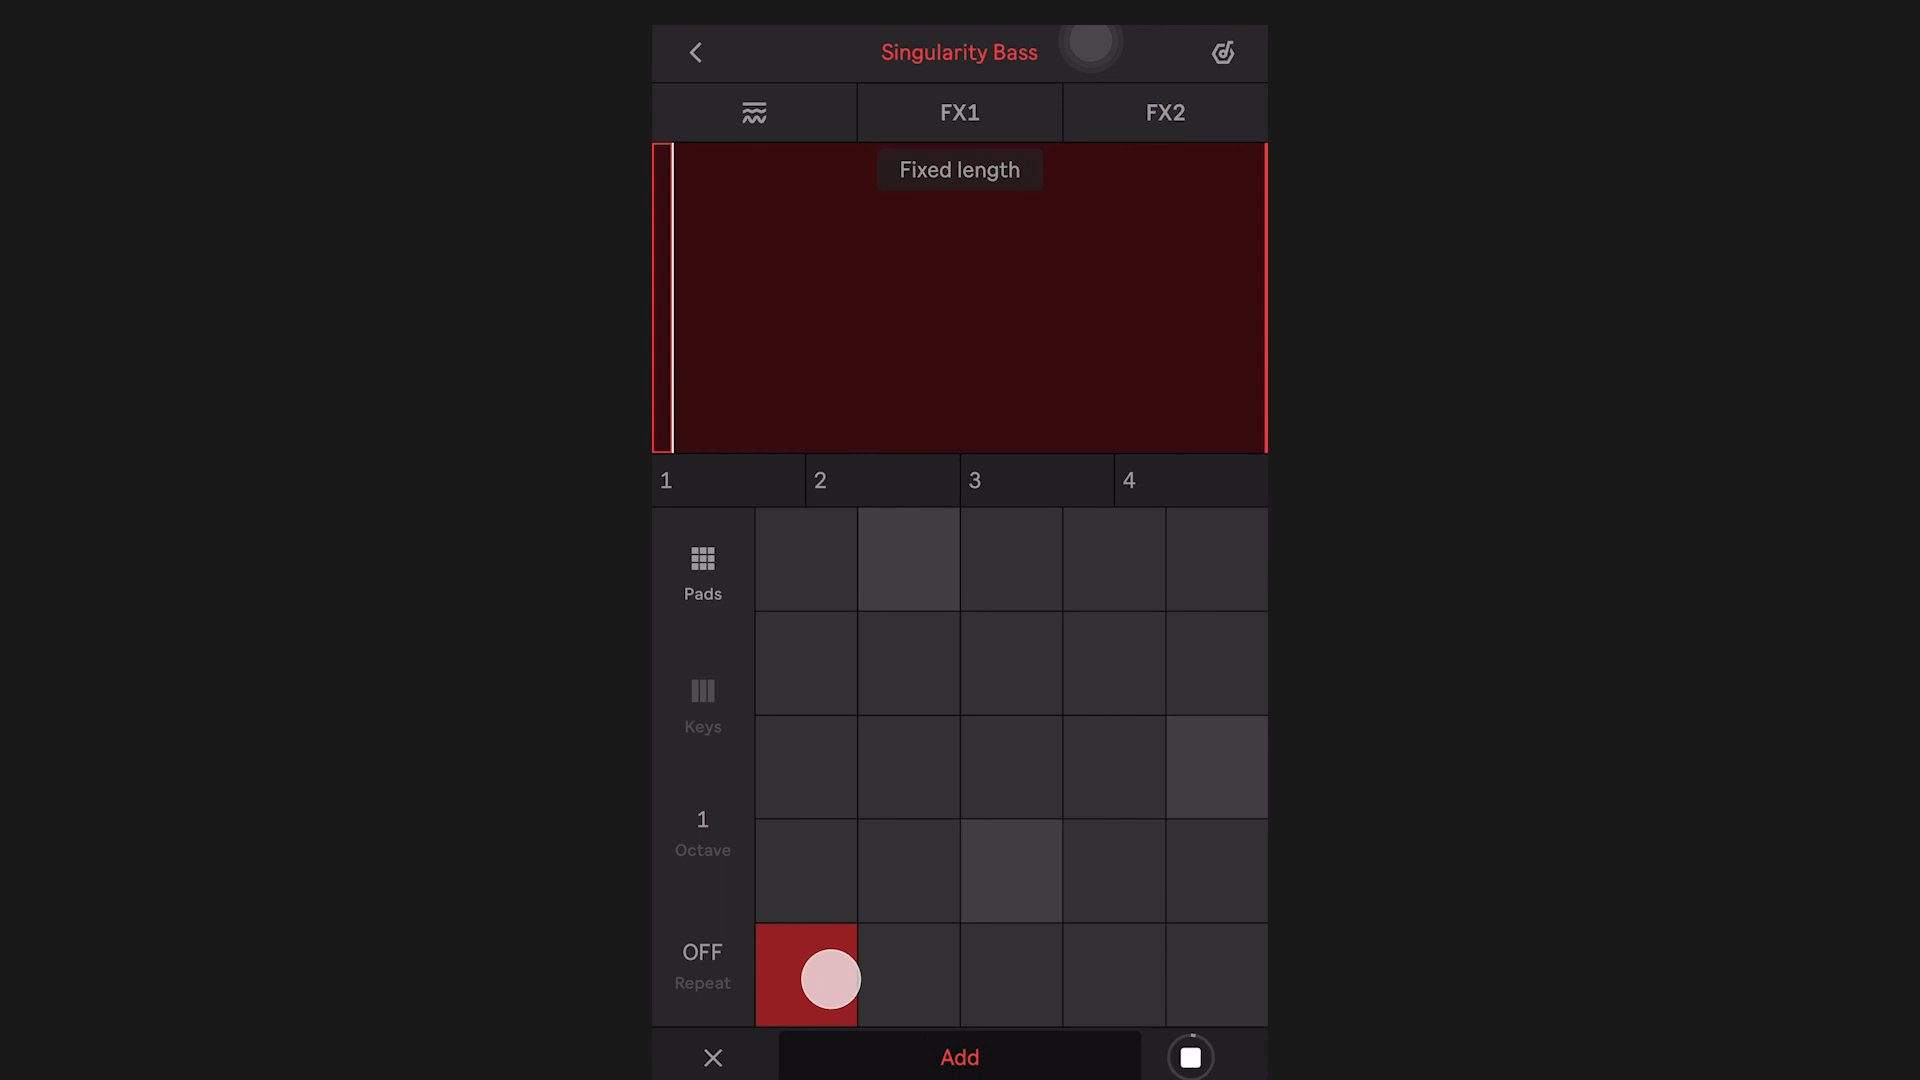 Singularity Bass
FX1
FX2
Fixed length
1
2
3
4
Pads
Keys
1
Octave
OFF
Repeat
Add